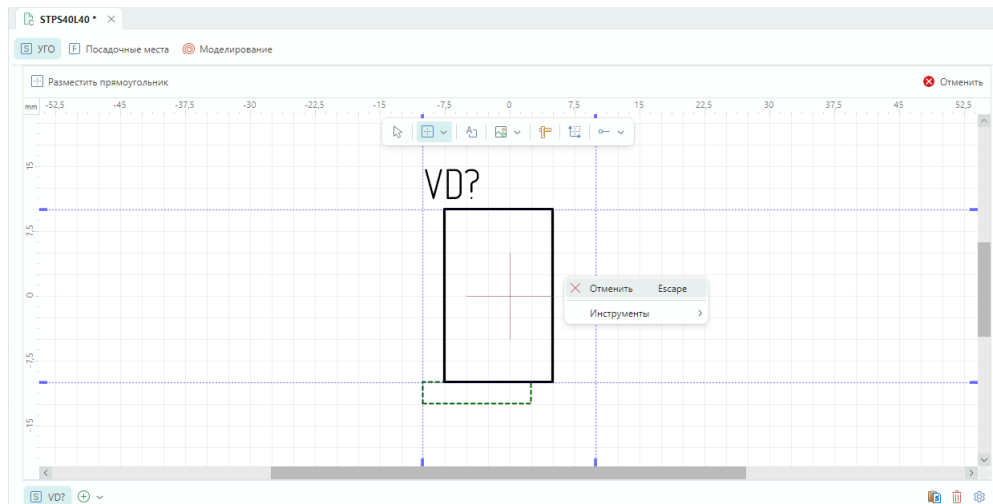 STPS40L40 *
S УГО F Посадочные места Моделирование
Разместить прямоугольник Отменить
mm -52,5 -45 -37,5 -30 -22,5 -15 -7,5 0 7,5 15 22,5 30 37,5 45 52,5
A
15
VD?
7,5
0
Отменить Escape
Инструменты
-7,5
-15
S VD?